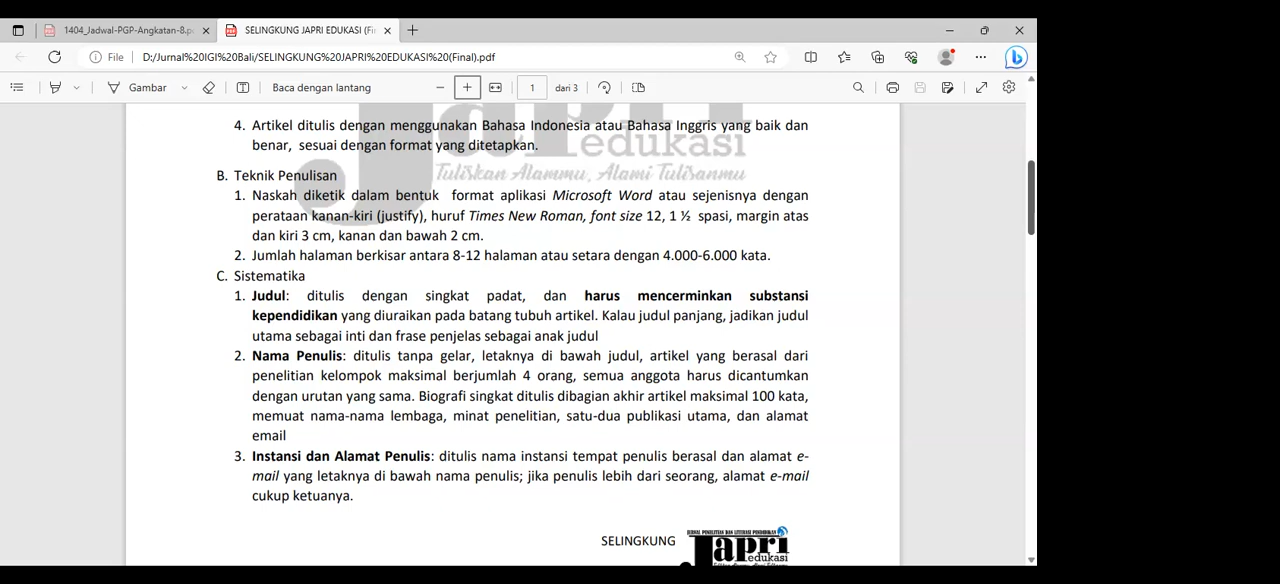 1404_Jadwal-PGP-Angkatan-8.p
SELINGKUNG JAPRI EDUKASI (Fi
File
D:/Jurnal%20IGI%20Bali/SELINGKUNG%20JAPRI%20EDUKASI%20(Final).pdf
Gambar
Baca dengan lantang
1
dari 3
Japri
edukasi
Tuliskan Alammu, Alami Tulisanmu
4. Artikel ditulis dengan menggunakan Bahasa Indonesia atau Bahasa Inggris yang baik dan
benar, sesuai dengan format yang ditetapkan.
B. Teknik Penulisan
1. Naskah diketik dalam bentuk format aplikasi Microsoft Word atau sejenisnya dengan
perataan kanan-kiri (justify), huruf Times New Roman, font size 12, 1 ½ spasi, margin atas
dan kiri 3 cm, kanan dan bawah 2 cm.
2. Jumlah halaman berkisar antara 8-12 halaman atau setara dengan 4.000-6.000 kata.
C. Sistematika
1. Judul: ditulis dengan singkat padat, dan harus mencerminkan substansi
kependidikan yang diuraikan pada batang tubuh artikel. Kalau judul panjang, jadikan judul
utama sebagai inti dan frase penjelas sebagai anak judul
2. Nama Penulis: ditulis tanpa gelar, letaknya di bawah judul, artikel yang berasal dari
penelitian kelompok maksimal berjumlah 4 orang, semua anggota harus dicantumkan
dengan urutan yang sama. Biografi singkat ditulis dibagian akhir artikel maksimal 100 kata,
memuat nama-nama lembaga, minat penelitian, satu-dua publikasi utama, dan alamat
email
3. Instansi dan Alamat Penulis: ditulis nama instansi tempat penulis berasal dan alamat e-
mail yang letaknya di bawah nama penulis; jika penulis lebih dari seorang, alamat e-mail
cukup ketuanya.
SELINGKUNG
JURNAL PENELITIAN DAN LITERASI PENDIDIKAN
Japri
edukasi